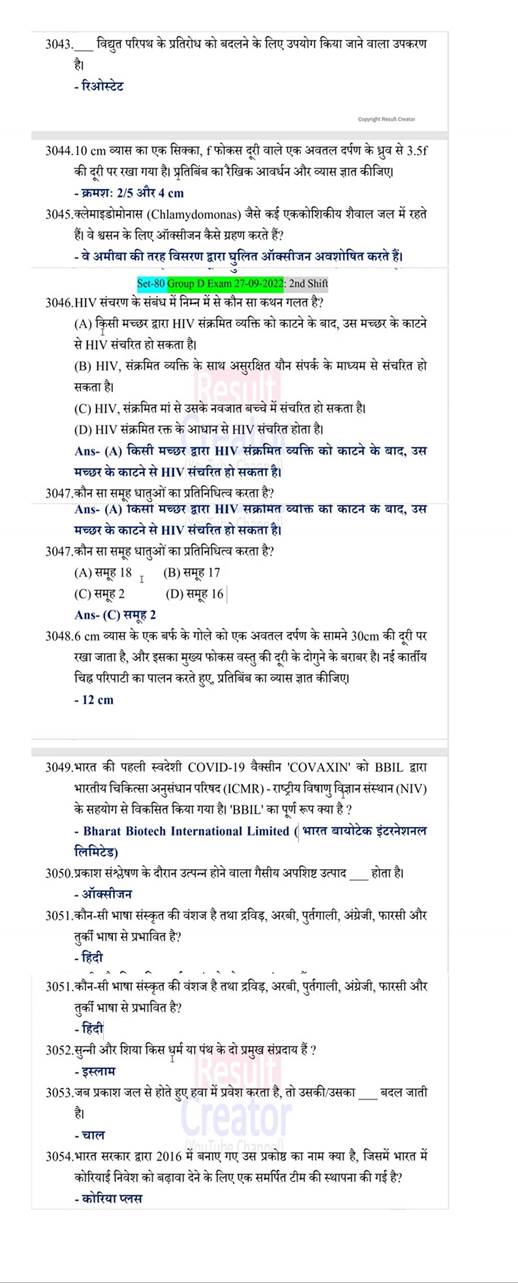 3043.____ विद्युत परिपथ के प्रतिरोध को बदलने के लिए उपयोग किया जाने वाला उपकरण
है।
- रिओस्टेट
Copyright Result Creator
3044.10 cm व्यास का एक सिक्का, f फोकस दूरी वाले एक अवतल दर्पण के ध्रुव से 3.5f
की दूरी पर रखा गया है। प्रतिबिंब का रैखिक आवर्धन और व्यास ज्ञात कीजिए।
- क्रमश: 2/5 और 4 cm
3045.क्लेमाइडोमोनास (Chlamydomonas) जैसे कई एककोशिकीय शैवाल जल में रहते
हैं। वे श्वसन के लिए ऑक्सीजन कैसे ग्रहण करते हैं?
- वे अमीबा की तरह विसरण द्वारा घुलित ऑक्सीजन अवशोषित करते हैं।
Set-80 Group D Exam 27-09-2022: 2nd Shift
3046.HIV संचरण के संबंध में निम्न में से कौन सा कथन गलत है?
(A) किसी मच्छर द्वारा HIV संक्रमित व्यक्ति को काटने के बाद, उस मच्छर के काटने
से HIV संचरित हो सकता है।
(B) HIV, संक्रमित व्यक्ति के साथ असुरक्षित यौन संपर्क के माध्यम से संचरित हो
सकता है।
(C) HIV, संक्रमित मां से उसके नवजात बच्चे में संचरित हो सकता है।
(D) HIV संक्रमित रक्त के आधान से HIV संचरित होता है।
Ans- (A) किसी मच्छर द्वारा HIV संक्रमित व्यक्ति को काटने के बाद, उस
मच्छर के काटने से HIV संचरित हो सकता है।
3047.कौन सा समूह धातुओं का प्रतिनिधित्व करता है?
Ans- (A) किसी मच्छर द्वारा HIV संक्रमित व्यक्ति को काटने के बाद, उस
मच्छर के काटने से HIV संचरित हो सकता है।
3047.कौन सा समूह धातुओं का प्रतिनिधित्व करता है?
(A) समूह 18 (B) समूह 17
(C) समूह 2 (D) समूह 16
Ans- (C) समूह 2
3048.6 cm व्यास के एक बर्फ के गोले को एक अवतल दर्पण के सामने 30cm की दूरी पर
रखा जाता है, और इसका मुख्य फोकस वस्तु की दूरी के दोगुने के बराबर है। नई कार्तीय
चिह्न परिपाटी का पालन करते हुए, प्रतिबिंब का व्यास ज्ञात कीजिए।
- 12 cm
3049.भारत की पहली स्वदेशी COVID-19 वैक्सीन 'COVAXIN' को BBIL द्वारा
भारतीय चिकित्सा अनुसंधान परिषद (ICMR) - राष्ट्रीय विषाणु विज्ञान संस्थान (NIV)
के सहयोग से विकसित किया गया है। 'BBIL' का पूर्ण रूप क्या है ?
- Bharat Biotech International Limited ( भारत बायोटेक इंटरनेशनल
लिमिटेड)
3050.प्रकाश संश्लेषण के दौरान उत्पन्न होने वाला गैसीय अपशिष्ट उत्पाद ____ होता है।
- ऑक्सीजन
3051.कौन-सी भाषा संस्कृत की वंशज है तथा द्रविड़, अरबी, पुर्तगाली, अंग्रेजी, फारसी और
तुर्की भाषा से प्रभावित है?
- हिंदी
3051.कौन-सी भाषा संस्कृत की वंशज है तथा द्रविड़, अरबी, पुर्तगाली, अंग्रेजी, फारसी और
तुर्की भाषा से प्रभावित है?
- हिंदी
3052.सुन्नी और शिया किस धर्म या पंथ के दो प्रमुख संप्रदाय हैं ?
- इस्लाम
3053.जब प्रकाश जल से होते हुए हवा में प्रवेश करता है, तो उसकी/उसका ____ बदल जाती
है।
- चाल
3054.भारत सरकार द्वारा 2016 में बनाए गए उस प्रकोष्ठ का नाम क्या है, जिसमें भारत में
कोरियाई निवेश को बढ़ावा देने के लिए एक समर्पित टीम की स्थापना की गई है?
- कोरिया प्लस